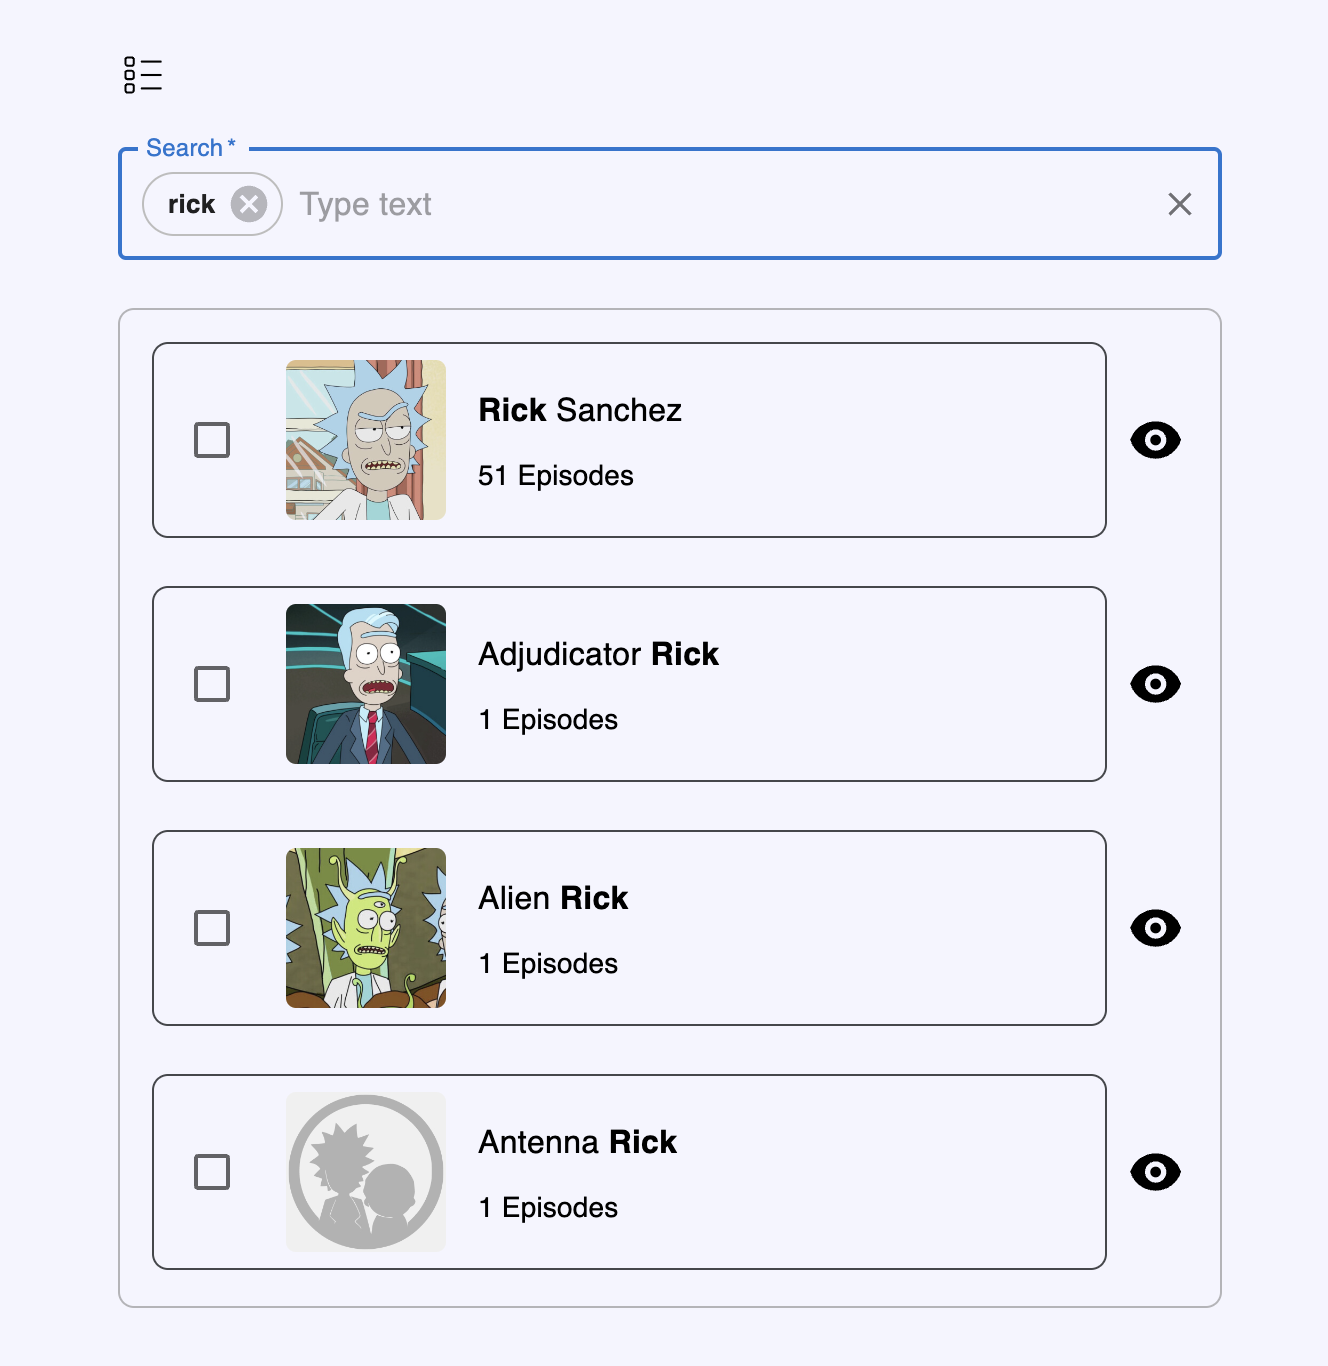 Search *
rick Type text
Rick Sanchez
51 Episodes
Adjudicator Rick
1 Episodes
Alien Rick
1 Episodes
Antenna Rick
1 Episodes